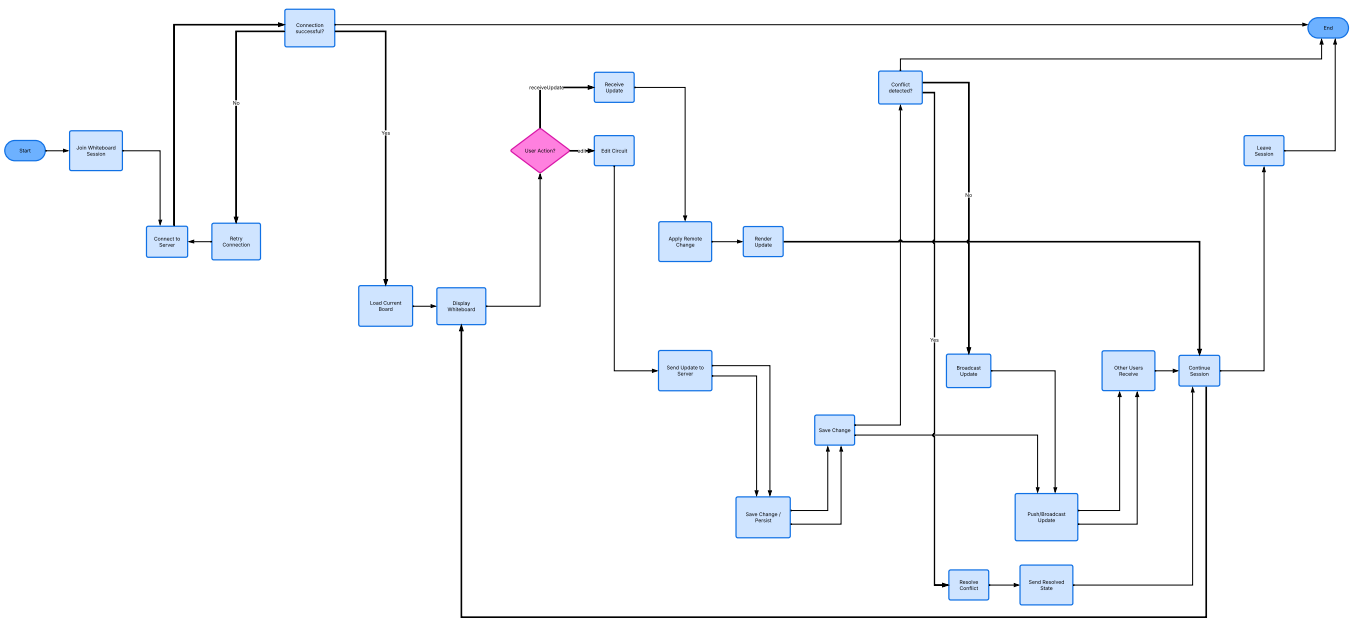 Connection
successful?
End
Receive
Update
receiveUpdate
Conflict
detected?
No
Yes
Start
Join Whiteboard
Session
User Action?
edit
Edit Circuit
Leave
Session
No
Connect to
Server
Retry
Connection
Apply Remote
Change
Render
Update
Load Current
Board
Display
Whiteboard
Yes
Send Update to
Server
Broadcast
Update
Other Users
Receive
Continue
Session
Save Change
Save Change /
Persist
Push/Broadcast
Update
Resolve
Conflict
Send Resolved
State